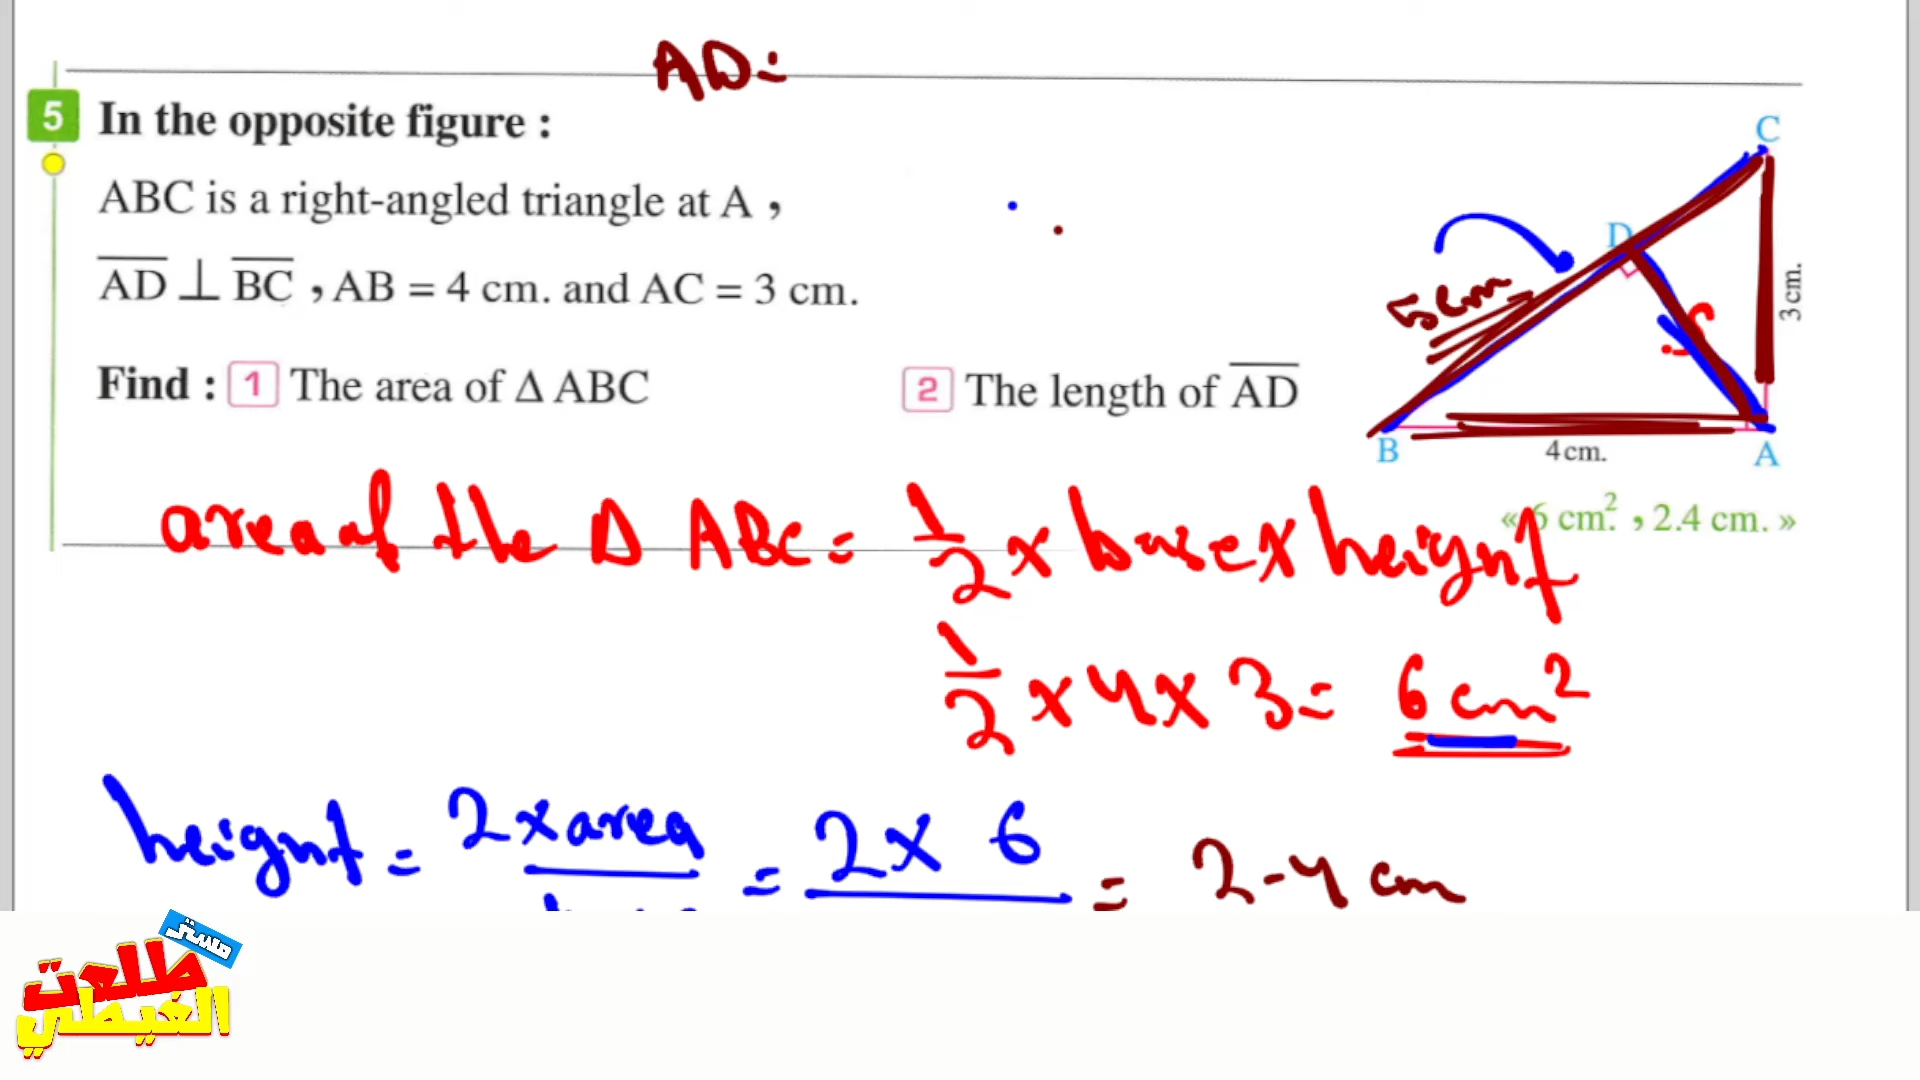 AD=
5 In the opposite figure :
ABC is a right-angled triangle at A ,
AD ⊥ BC , AB = 4 cm. and AC = 3 cm.
Find : 1 The area of Δ ABC
2 The length of AD
C
D
5cm
3 cm.
B
4 cm.
A
« 6 cm² , 2.4 cm. »
area of the Δ ABC = 1/2 × base × height
1/2 × 4 × 3 = 6 cm²
height = 2 × area = 2 × 6 = 2-4 cm
مستر
طلعت
الغيطي